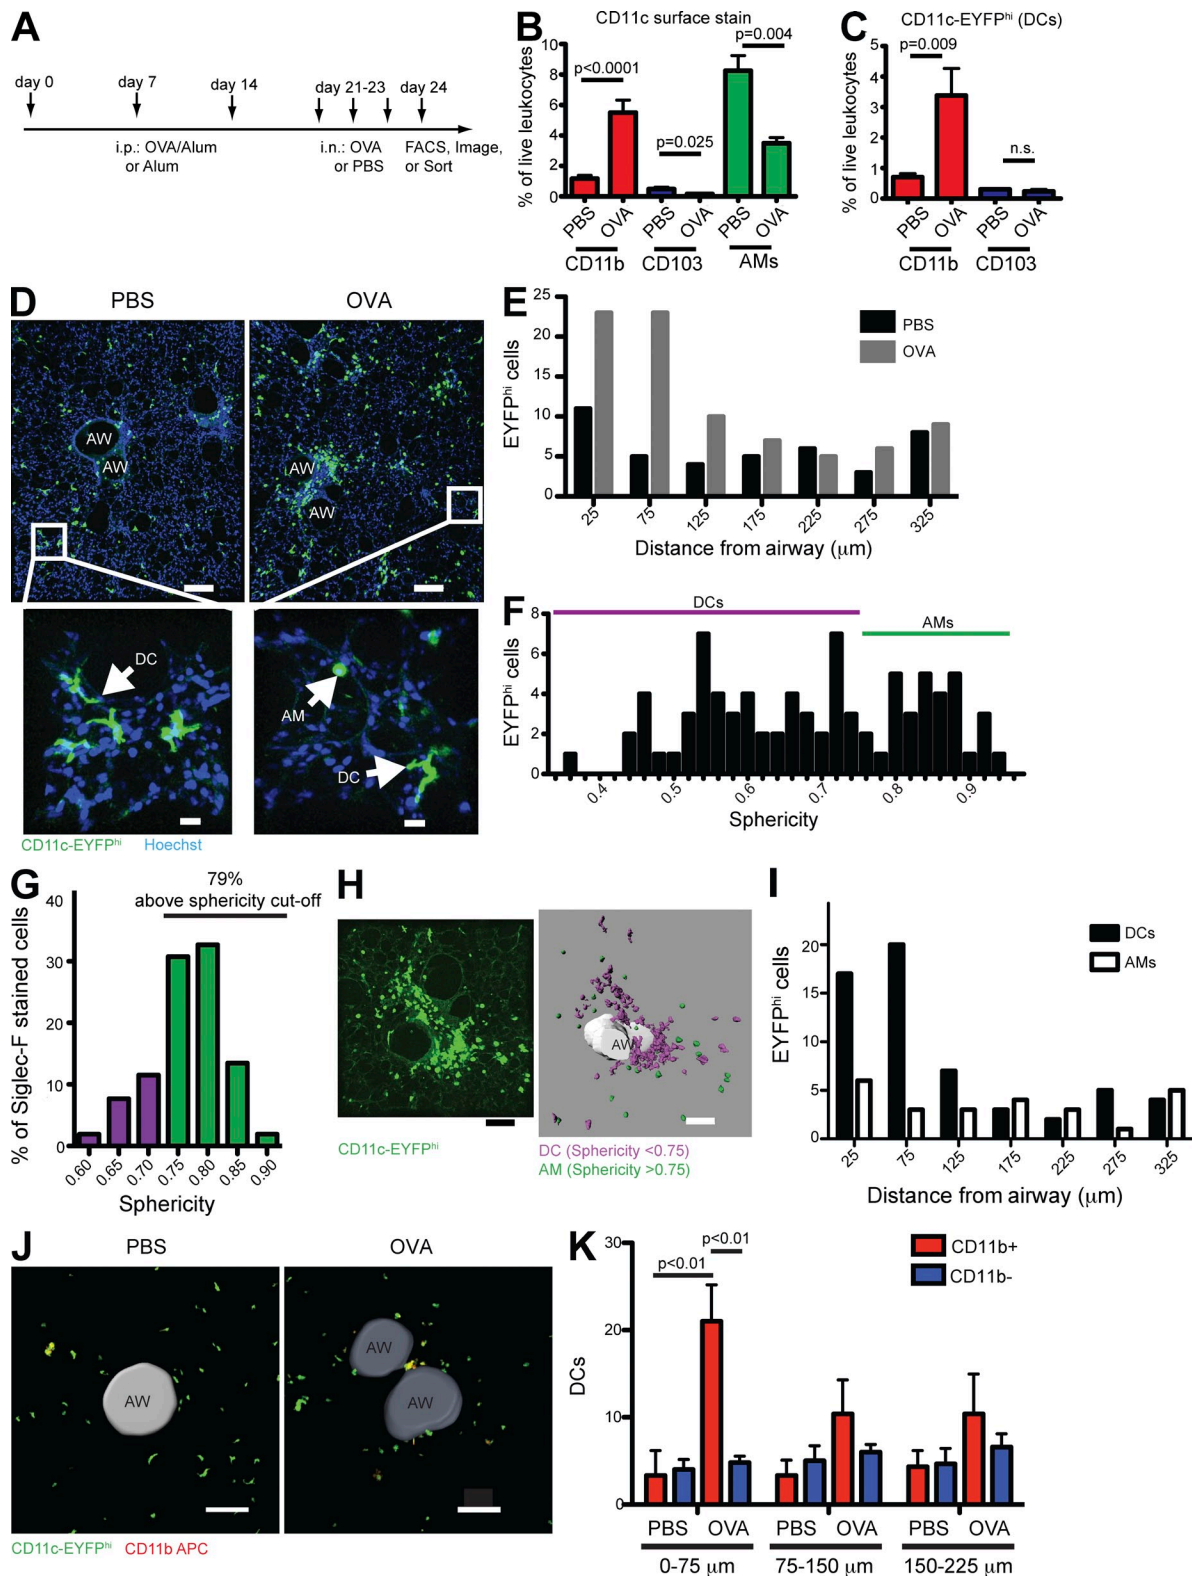 A
day 0
day 7
day 14
day 21-23
day 24
i.p.: OVA/Alum
or Alum
i.n.: OVA
or PBS
FACS, Image,
or Sort
B
CD11c surface stain
% of live leukocytes
10
8
6
4
2
0
p<0.0001
p=0.025
p=0.004
PBS
OVA
PBS
OVA
PBS
OVA
CD11b
CD103
AMs
C
CD11c-EYFPhi (DCs)
% of live leukocytes
5
4
3
2
1
0
p=0.009
n.s.
PBS
OVA
PBS
OVA
CD11b
CD103
D
PBS
OVA
AW
AW
AW
AW
DC
AM
DC
CD11c-EYFPhi Hoechst
E
EYFPhi cells
25
20
15
10
5
0
PBS
OVA
25
75
125
175
225
275
325
Distance from airway (μm)
F
EYFPhi cells
8
6
4
2
0
DCs
AMs
0.4
0.5
0.6
0.7
0.8
0.9
Sphericity
G
79%
above sphericity cut-off
% of Siglec-F stained cells
40
30
20
10
0
0.60
0.65
0.70
0.75
0.80
0.85
0.90
Sphericity
H
AW
CD11c-EYFPhi
DC (Sphericity <0.75)
AM (Sphericity >0.75)
I
EYFPhi cells
20
15
10
5
0
DCs
AMs
25
75
125
175
225
275
325
Distance from airway (μm)
J
PBS
OVA
AW
AW
AW
CD11c-EYFPhi CD11b APC
K
DCs
30
20
10
0
p<0.01
p<0.01
CD11b+
CD11b-
PBS
OVA
PBS
OVA
PBS
OVA
0-75 μm
75-150 μm
150-225 μm